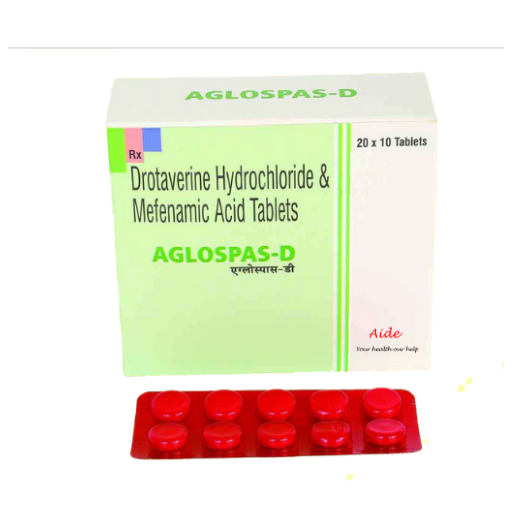 AGLOSPAS-D
Rx
20 x 10 Tablets
Drotaverine Hydrochloride &
Mefenamic Acid Tablets
AGLOSPAS-D
एग्लोस्पास-डी
Aide
Your health our help